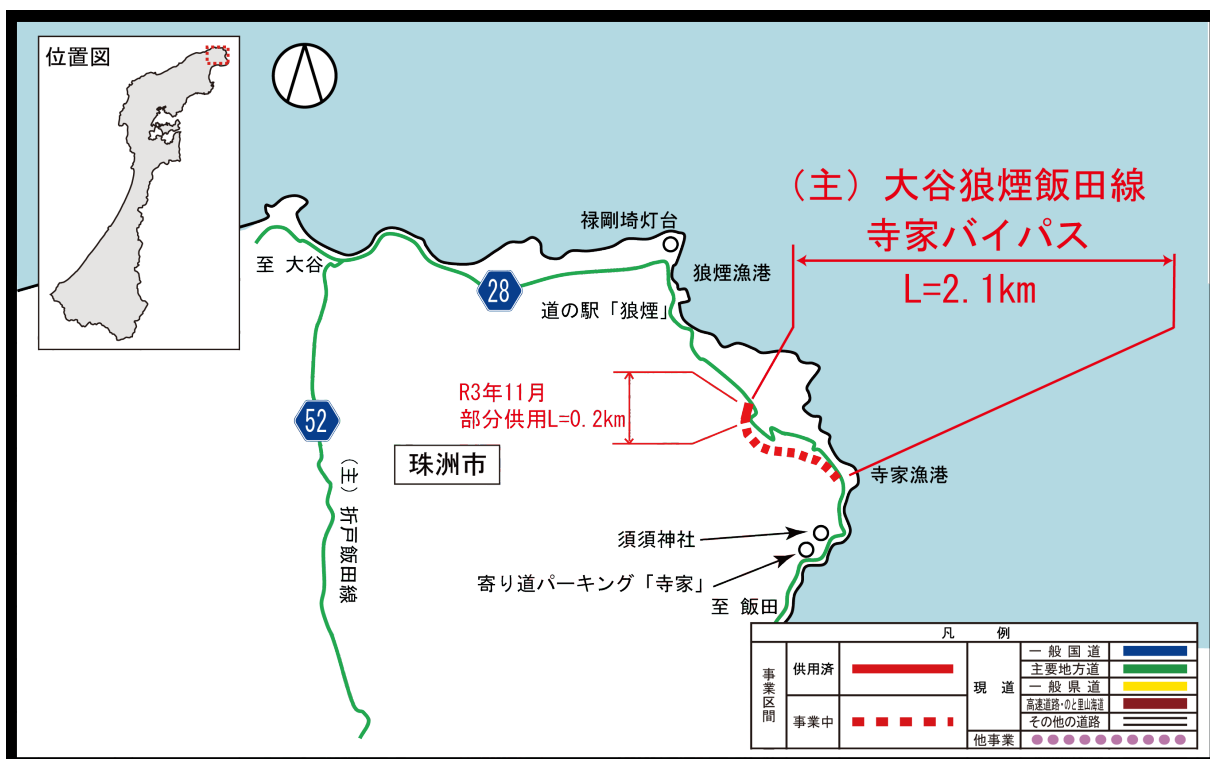 位置図
(主) 大谷狼煙飯田線
寺家バイパス
L=2.1km
禄剛埼灯台
至 大谷
狼煙漁港
28
道の駅「狼煙」
R3年11月
部分供用L=0.2km
52
珠洲市
(主) 折戸飯田線
寺家漁港
須須神社
寄り道パーキング「寺家」
至 飯田
凡 例
事業区間
供用済
事業中
現 道
一般国道
主要地方道
一般県道
高速道路・のと里山海道
その他の道路
他事業